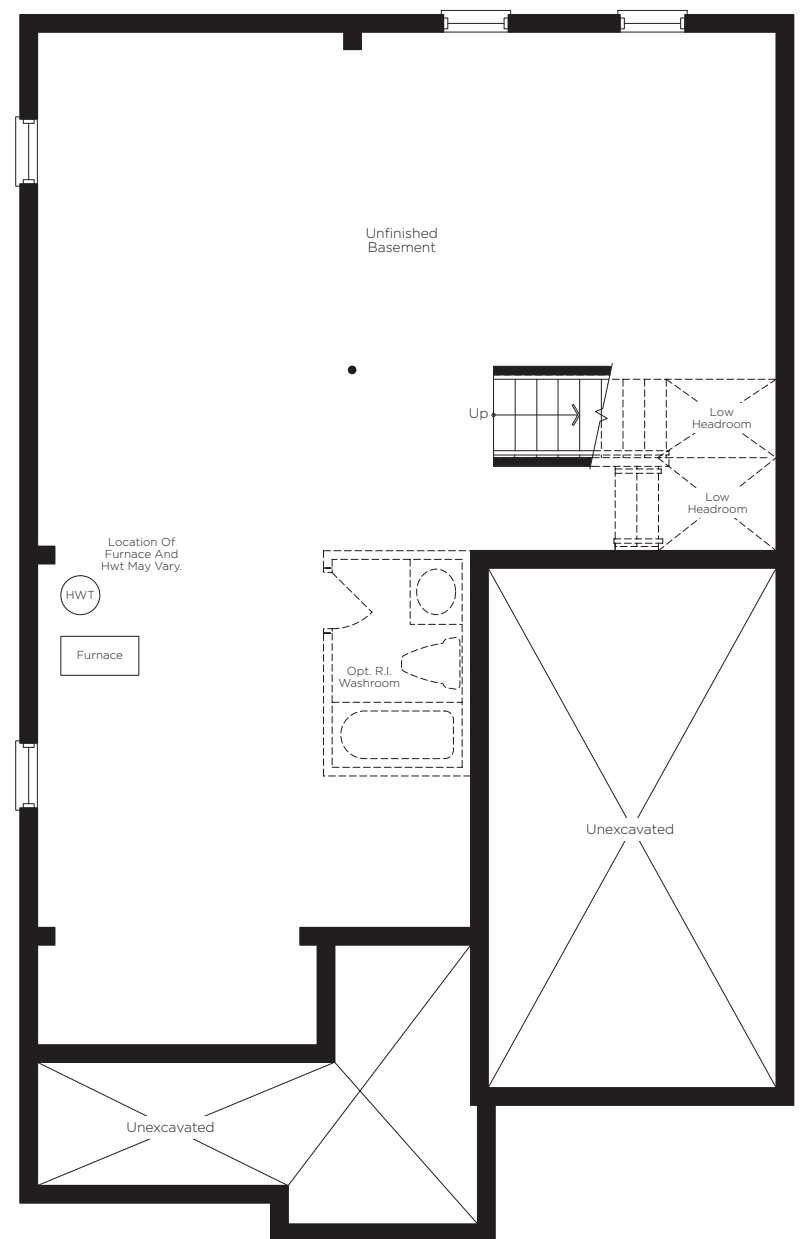 Unfinished
Basement
Up
Low
Headroom
Low
Headroom
Location Of
Furnace And
Hwt May Vary.
HWT
Furnace
Opt. R.I.
Washroom
Unexcavated
Unexcavated